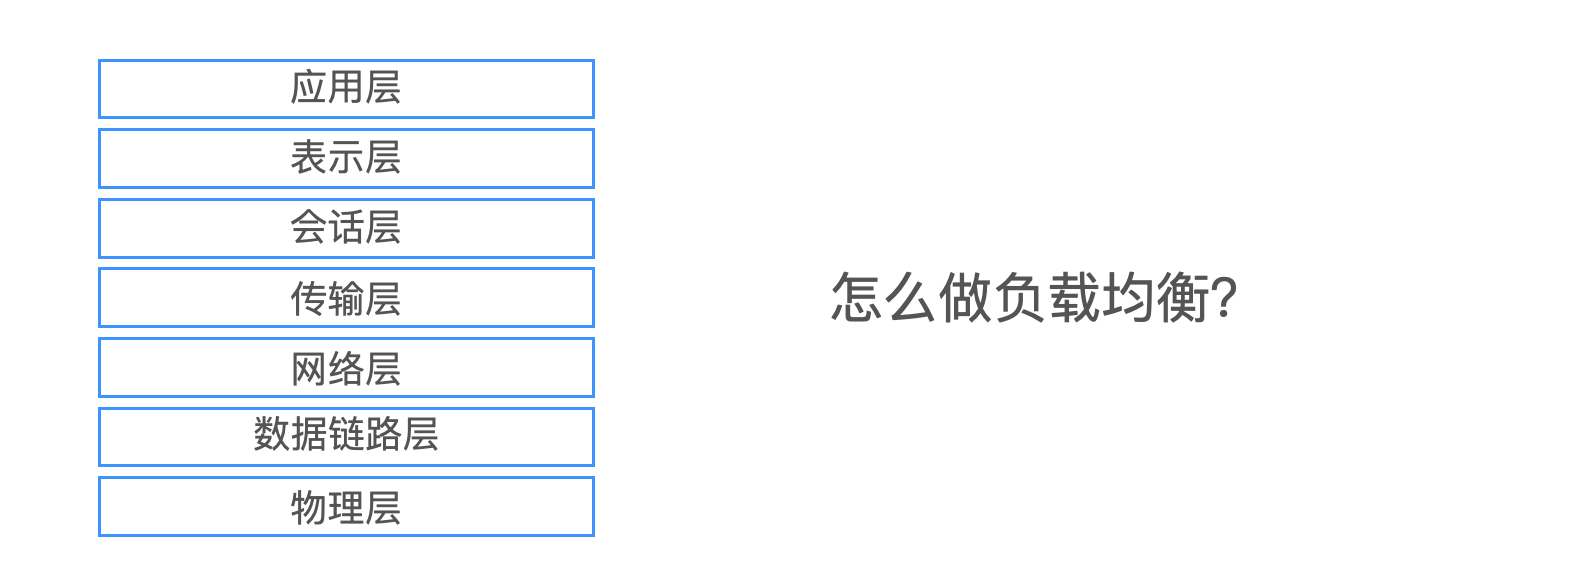 应用层
表示层
会话层
传输层
网络层
数据链路层
物理层
怎么做负载均衡?